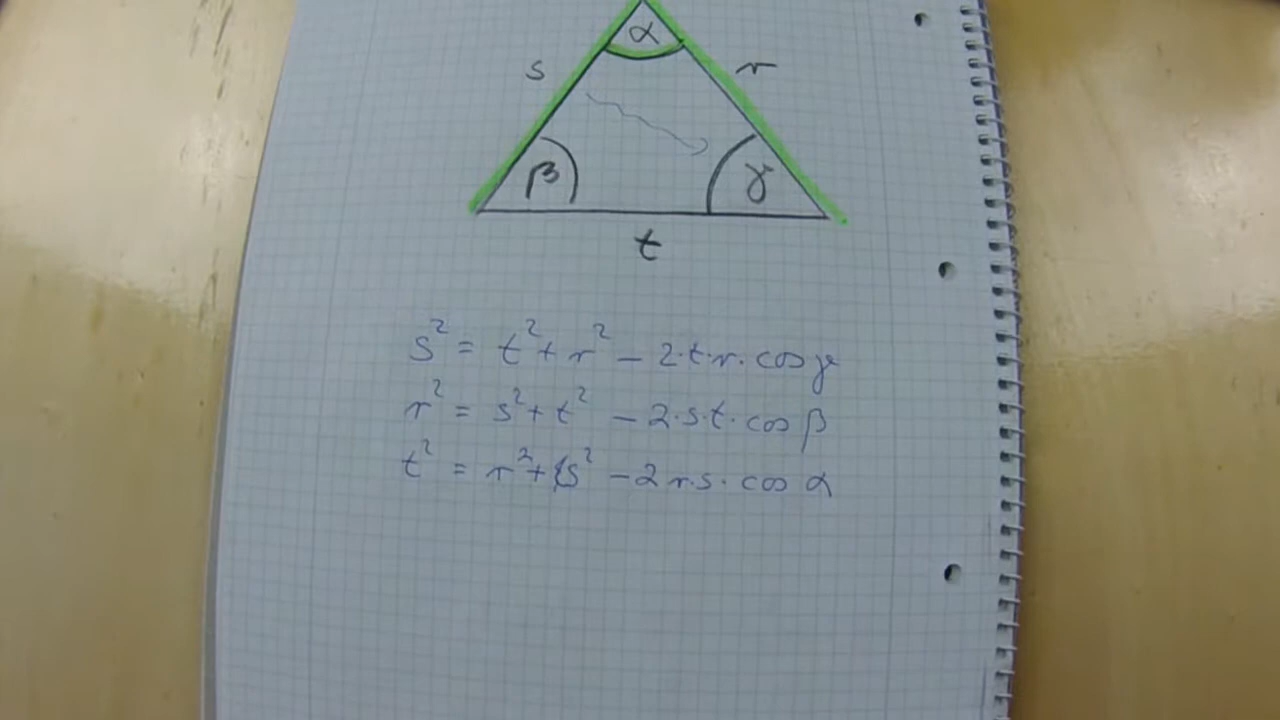 α
s r
β γ
t
s² = t² + r² − 2·t·r· cos γ
r² = s² + t² − 2·s·t· cos β
t² = r² + s² − 2 r·s· cos α